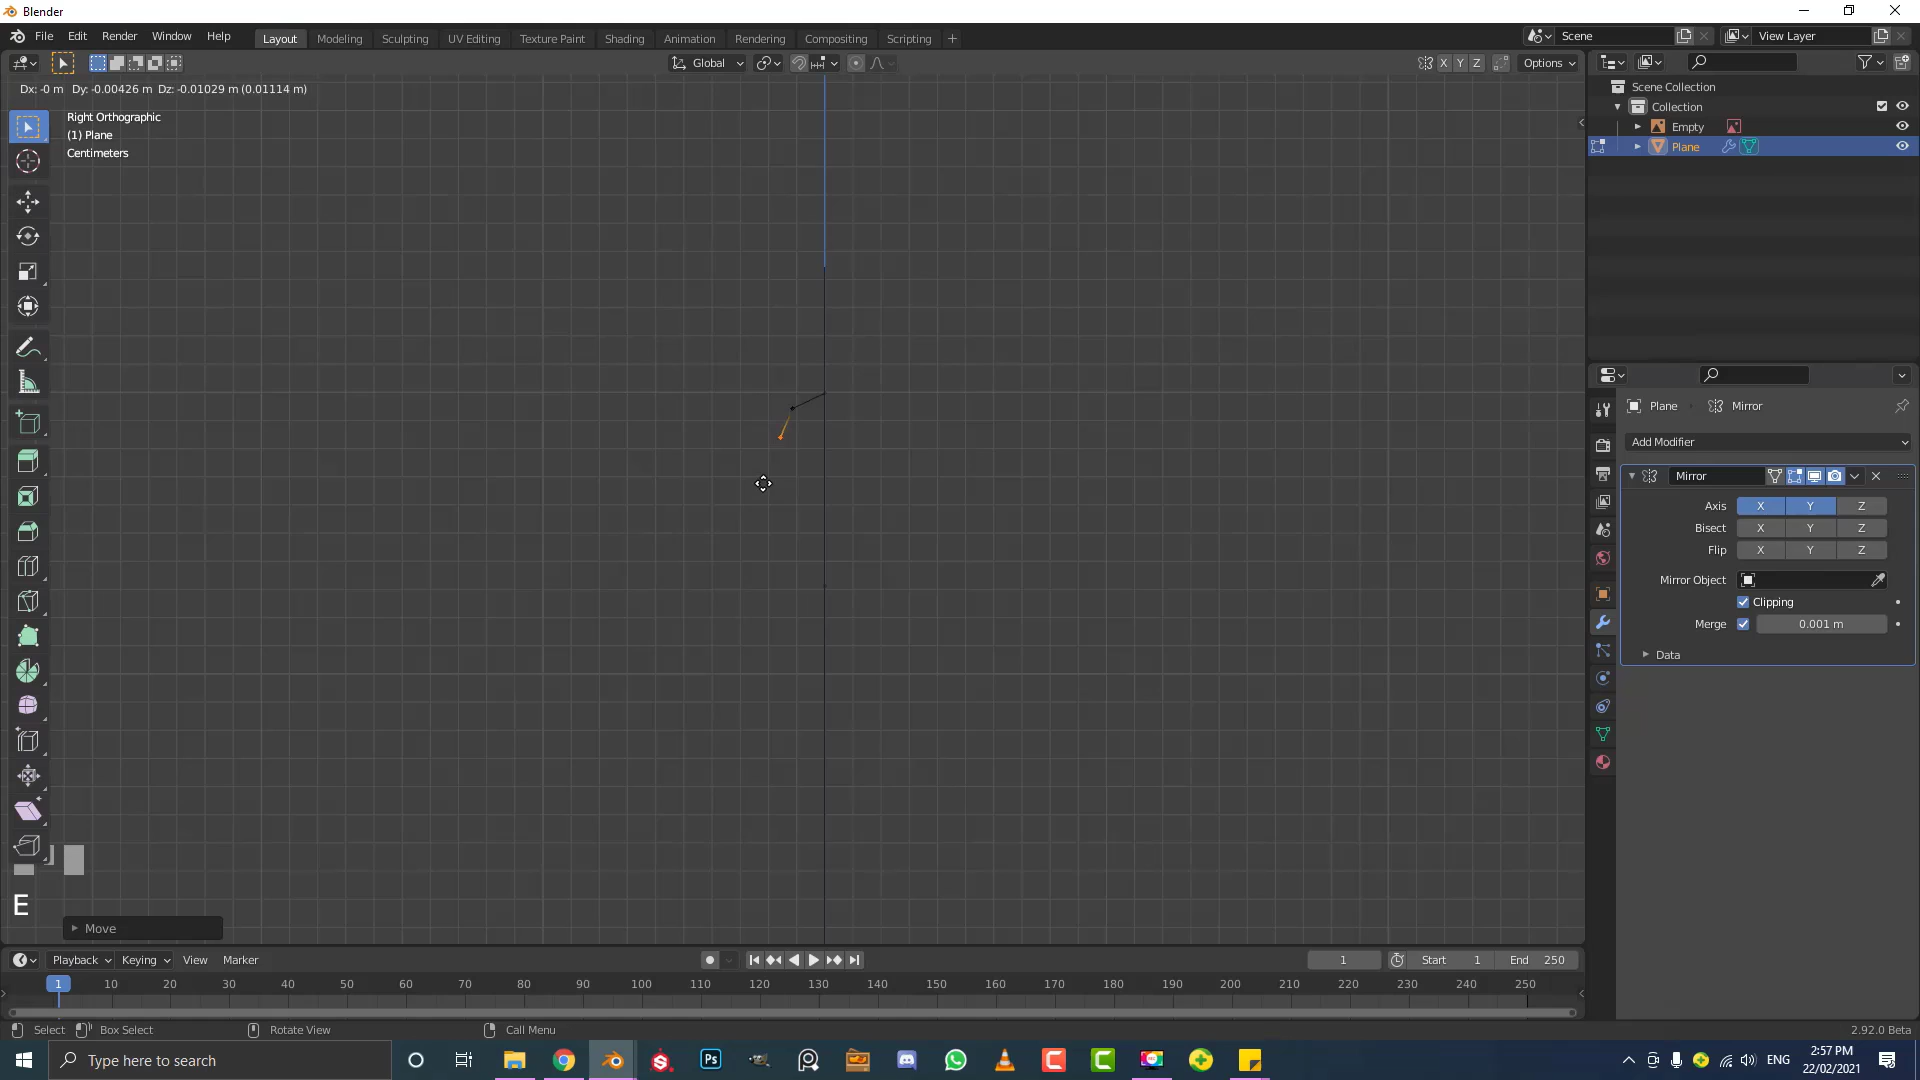 Blender
File Edit Render Window Help
Layout Modeling Sculpting UV Editing Texture Paint Shading Animation Rendering Compositing Scripting +
Scene View Layer
Global X Y Z Options
Dx: -0 m Dy: -0.00426 m Dz: -0.01029 m (0.01114 m)
Right Orthographic
(1) Plane
Centimeters
Scene Collection
Collection
Empty
Plane
Plane Mirror
Add Modifier
Mirror
Axis X Y Z
Bisect X Y Z
Flip X Y Z
Mirror Object
Clipping
Merge 0.001 m
Data
E
Move
Playback Keying View Marker 1 Start 1 End 250
1 10 20 30 40 50 60 70 80 90 100 110 120 130 140 150 160 170 180 190 200 210 220 230 240 250
Select Box Select Rotate View Call Menu 2.92.0 Beta
Type here to search
Ps
ENG
2:57 PM
22/02/2021